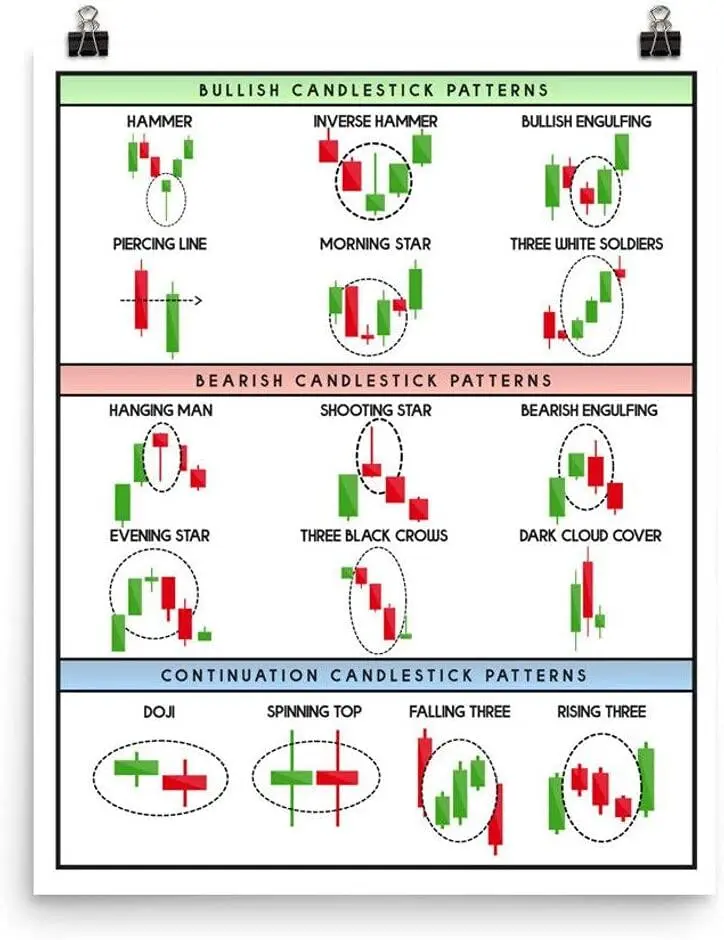 BULLISH CANDLESTICK PATTERNS
HAMMER
INVERSE HAMMER
BULLISH ENGULFING
PIERCING LINE
MORNING STAR
THREE WHITE SOLDIERS
BEARISH CANDLESTICK PATTERNS
HANGING MAN
SHOOTING STAR
BEARISH ENGULFING
EVENING STAR
THREE BLACK CROWS
DARK CLOUD COVER
CONTINUATION CANDLESTICK PATTERNS
DOJI
SPINNING TOP
FALLING THREE
RISING THREE